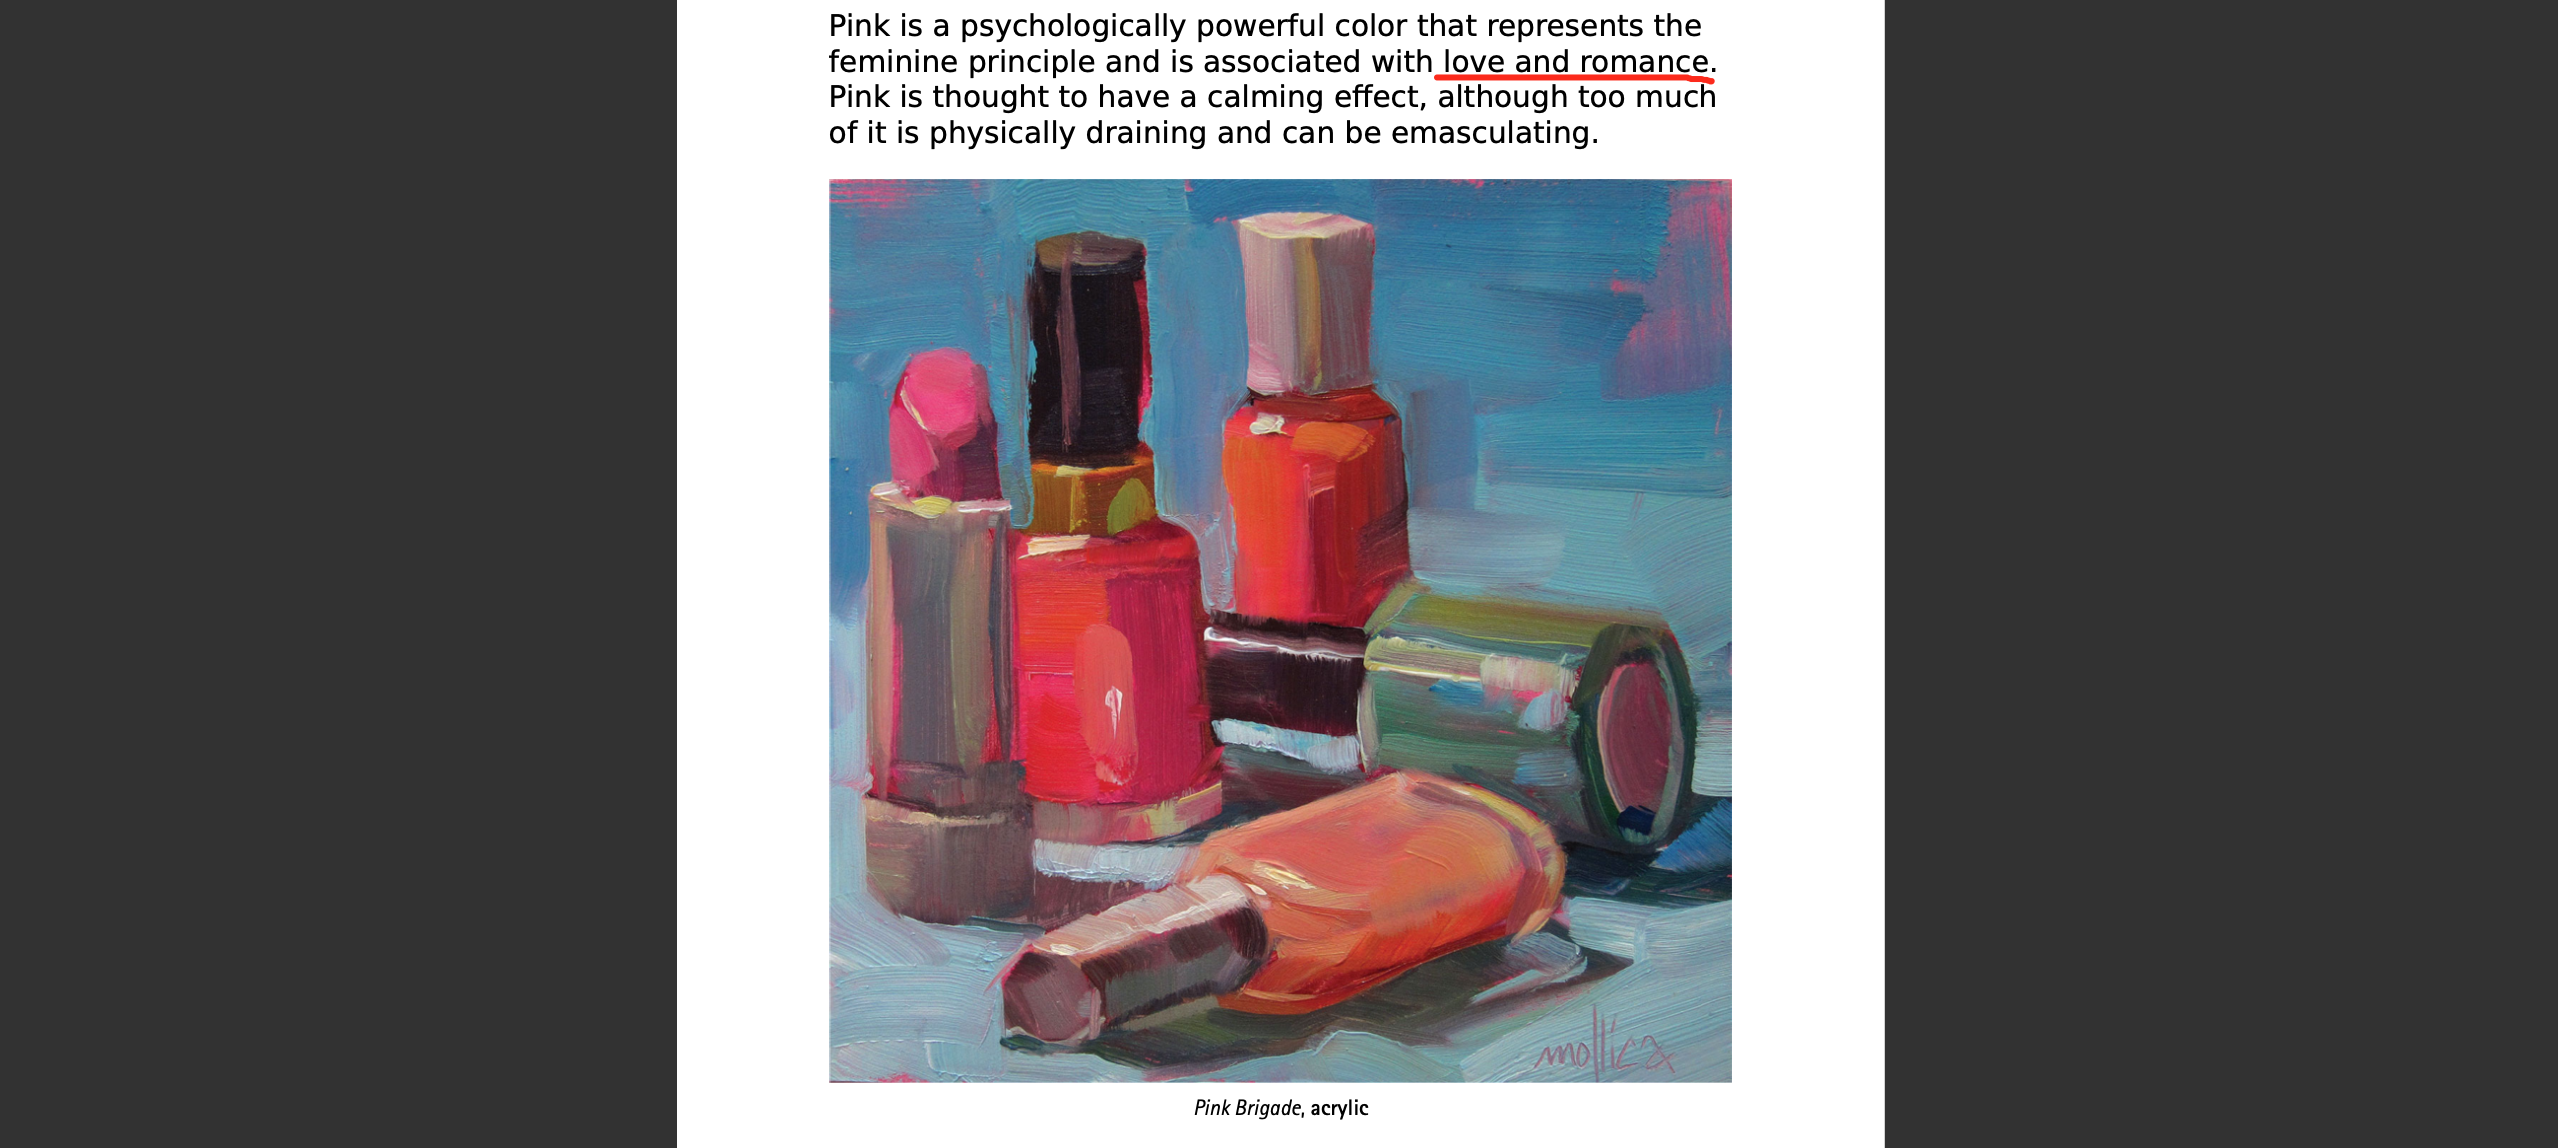 Pink is a psychologically powerful color that represents the
feminine principle and is associated with love and romance.
Pink is thought to have a calming effect, although too much
of it is physically draining and can be emasculating.
mollica
Pink Brigade, acrylic